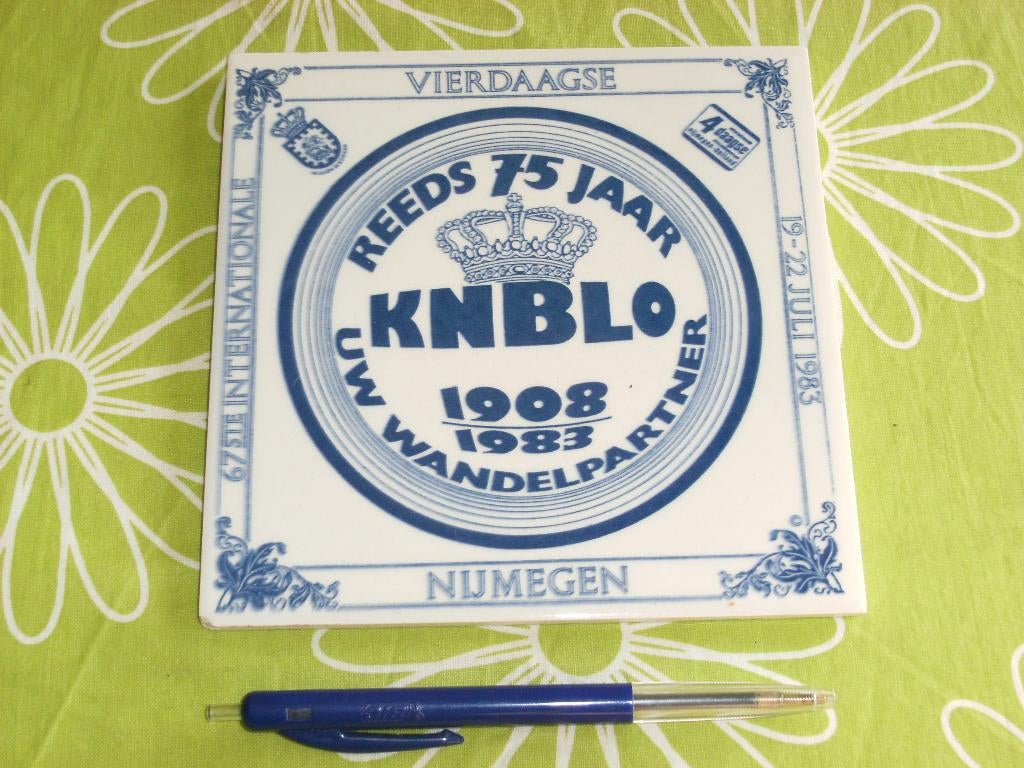 VIERDAAGSE
67STE INTERNATIONALE
19-22 JULI 1983
4 daagse
REEDS 75 JAAR
KNBLO
1908
1983
UW WANDELPARTNER
NIJMEGEN